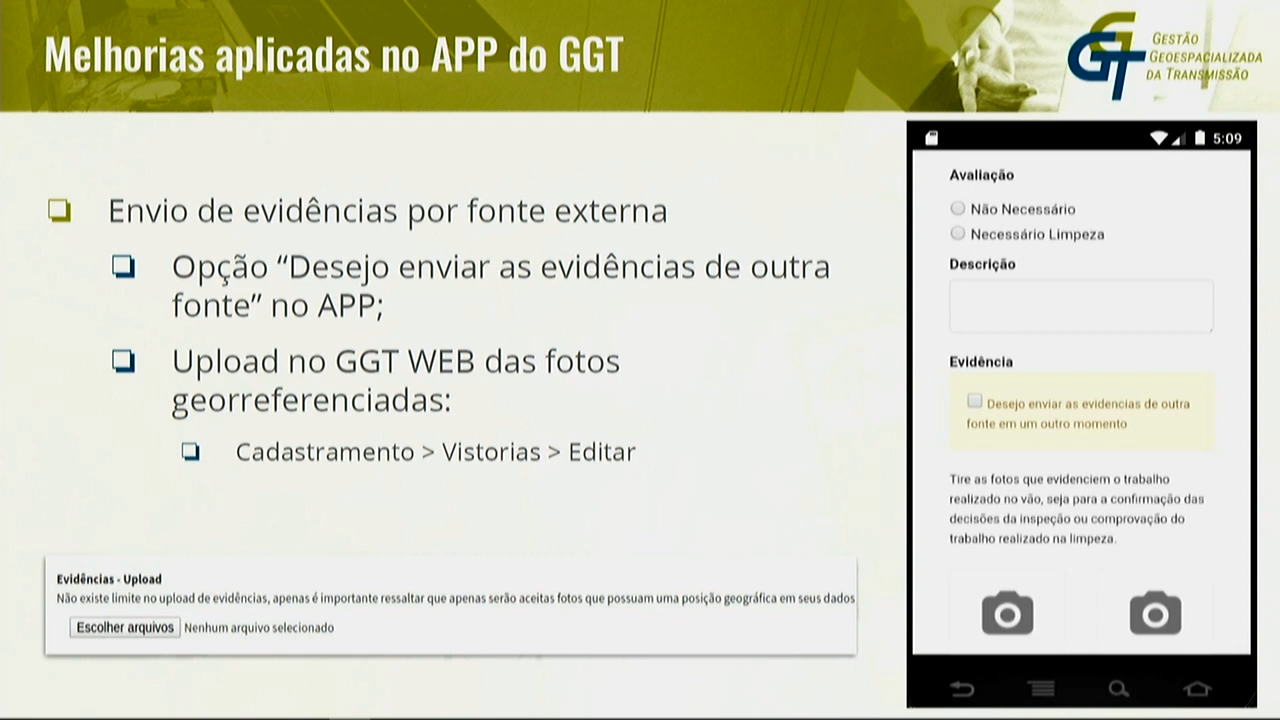 Melhorias aplicadas no APP do GGT
GGT
GESTÃO
GEOESPACIALIZADA
DA TRANSMISSÃO
Envio de evidências por fonte externa
Opção “Desejo enviar as evidências de outra
fonte” no APP;
Upload no GGT WEB das fotos
georreferenciadas:
Cadastramento > Vistorias > Editar
Evidências - Upload
Não existe limite no upload de evidências, apenas é importante ressaltar que apenas serão aceitas fotos que possuam uma posição geográfica em seus dados
Escolher arquivos Nenhum arquivo selecionado
5:09
Avaliação
Não Necessário
Necessário Limpeza
Descrição
Evidência
Desejo enviar as evidencias de outra
fonte em um outro momento
Tire as fotos que evidenciem o trabalho
realizado no vão, seja para a confirmação das
decisões da inspeção ou comprovação do
trabalho realizado na limpeza.